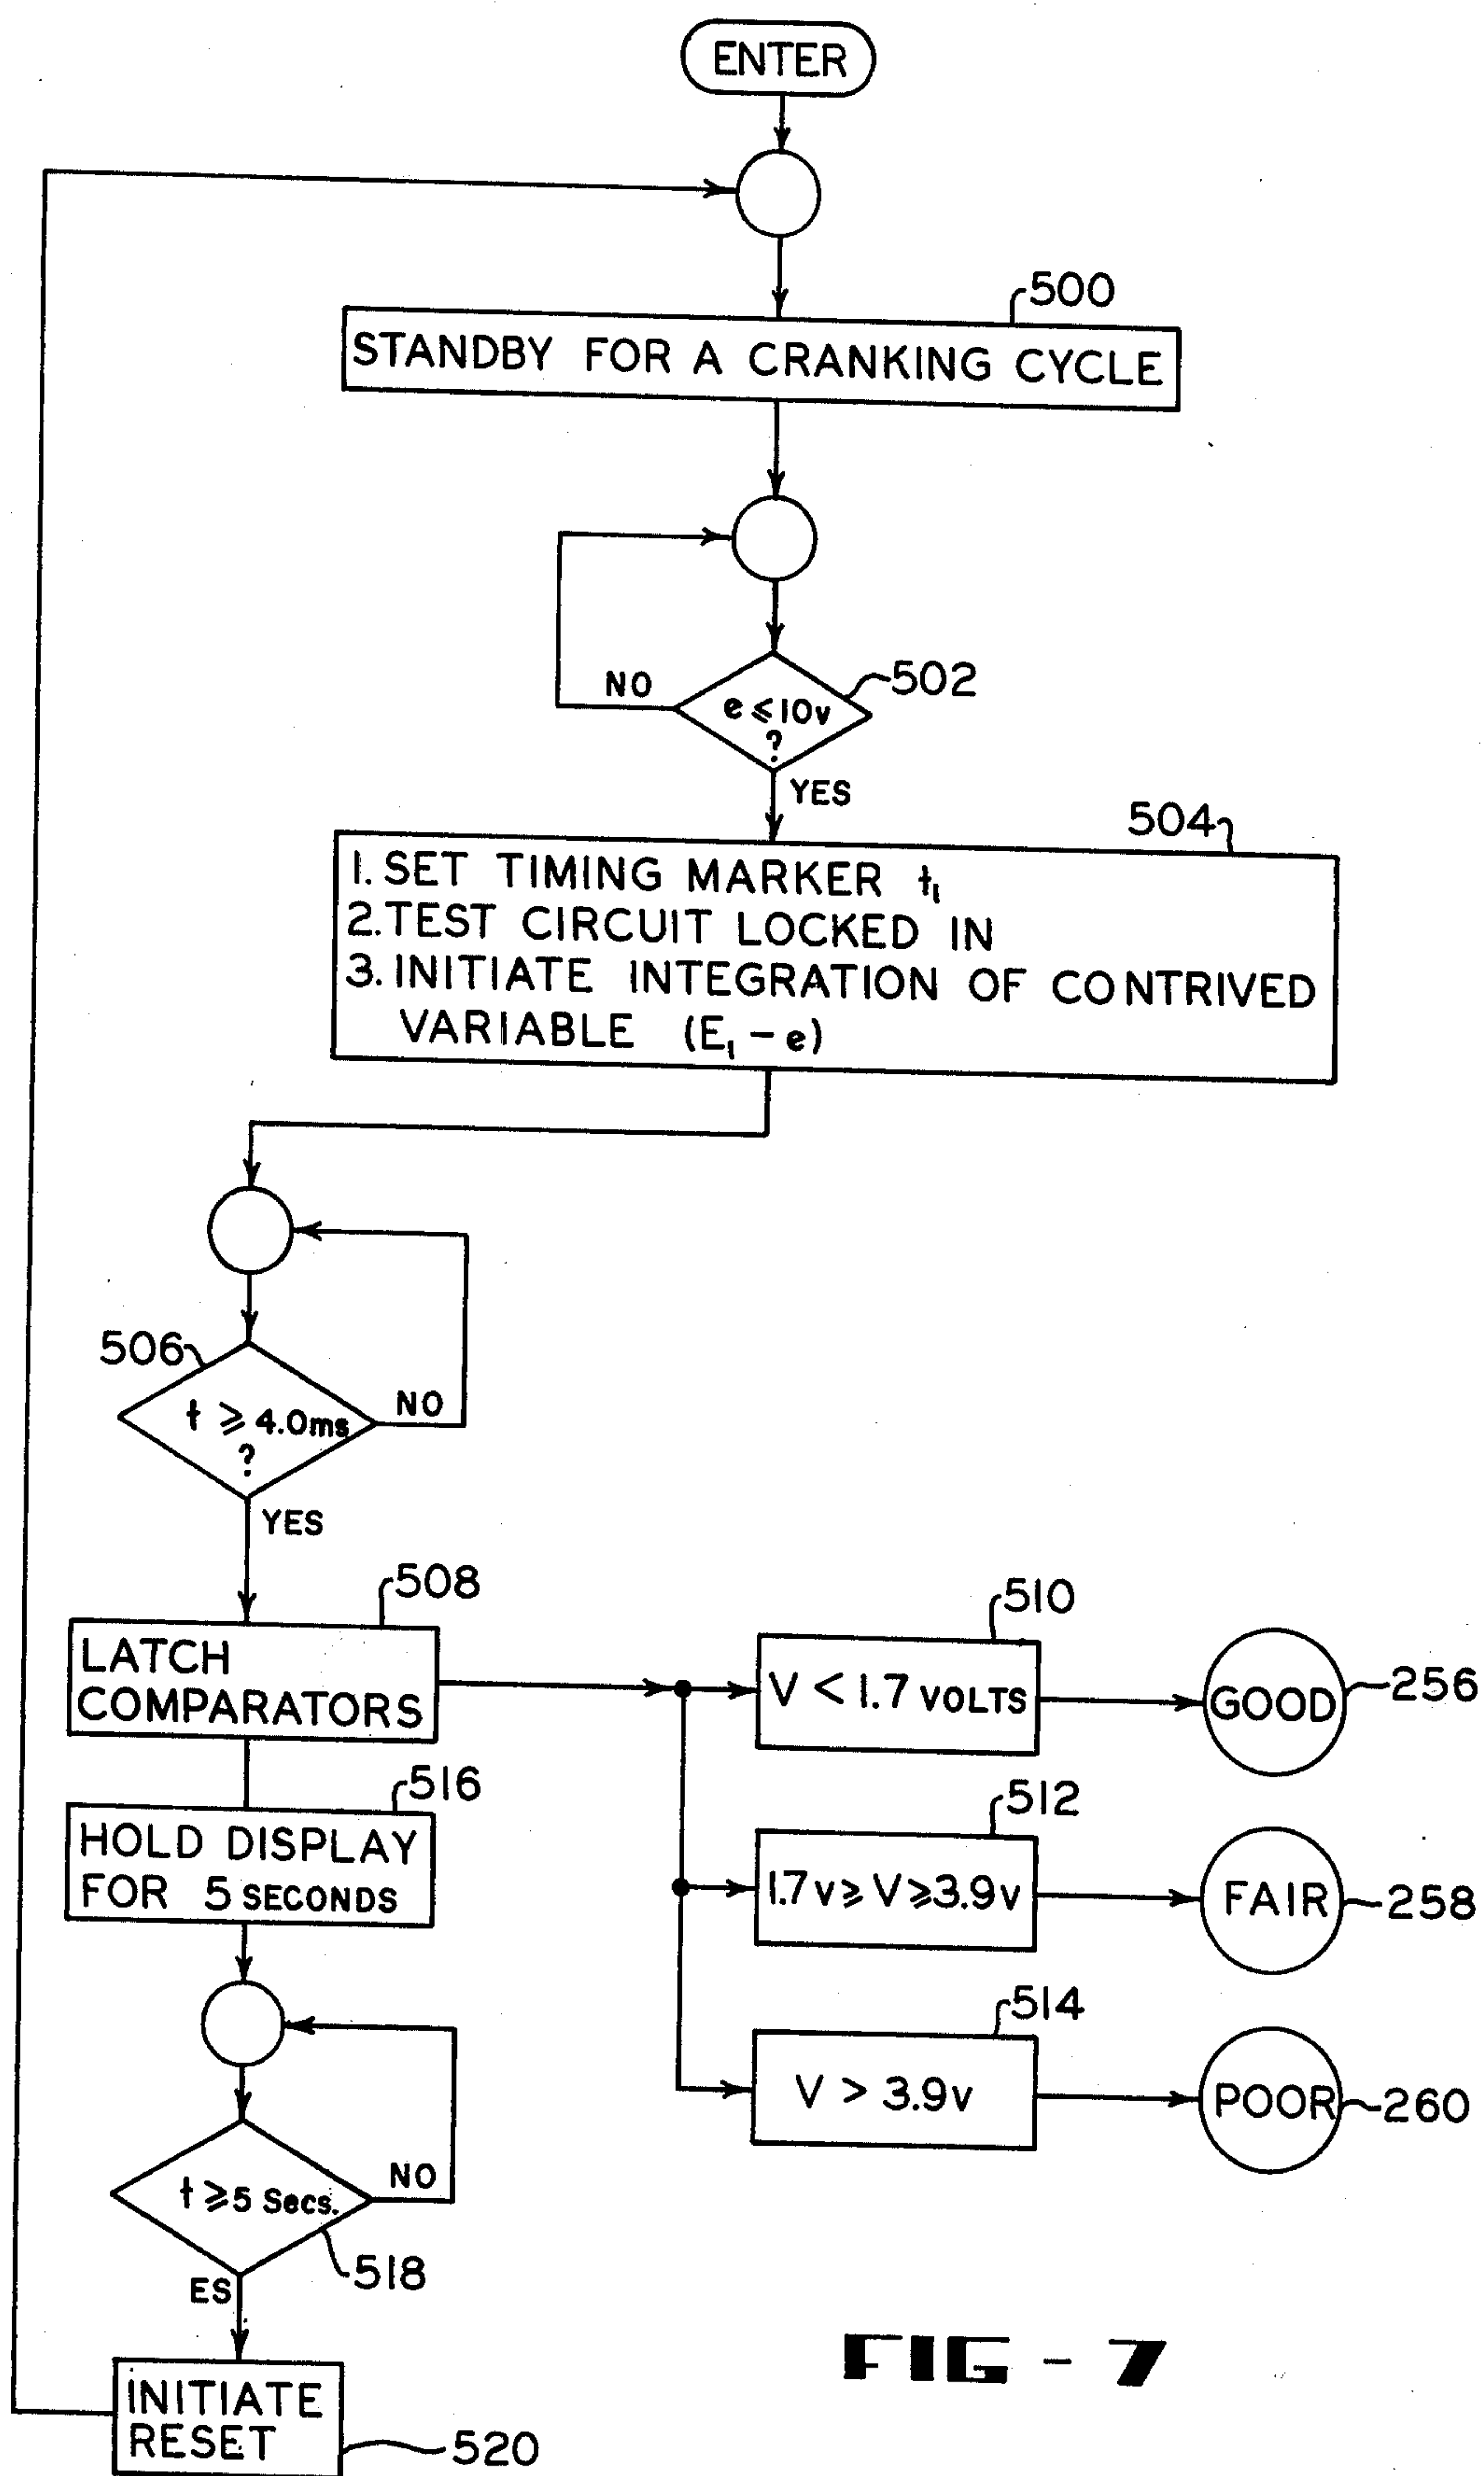 ENTER
500
STANDBY FOR A CRANKING CYCLE
502
NO
e ≤ 10v
?
YES
504
1. SET TIMING MARKER t₁
2. TEST CIRCUIT LOCKED IN
3. INITIATE INTEGRATION OF CONTRIVED
VARIABLE (E₁ - e)
506
t ≥ 4.0ms
?
NO
YES
508
LATCH
COMPARATORS
510
V < 1.7 VOLTS
GOOD
256
516
HOLD DISPLAY
FOR 5 SECONDS
512
1.7v ≥ V ≥ 3.9v
FAIR
258
514
V > 3.9v
POOR
260
t ≥ 5 Secs.
NO
518
ES
INITIATE
RESET
520
FIG - 7